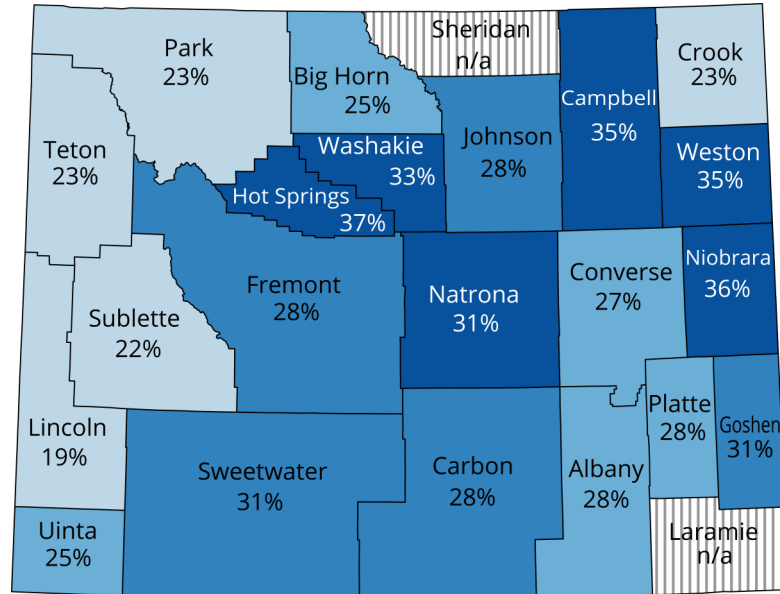 Park
23%
Big Horn
25%
Sheridan
n/a
Campbell
35%
Crook
23%
Teton
23%
Washakie
33%
Johnson
28%
Weston
35%
Hot Springs
37%
Fremont
28%
Natrona
31%
Converse
27%
Niobrara
36%
Sublette
22%
Lincoln
19%
Sweetwater
31%
Carbon
28%
Albany
28%
Platte
28%
Goshen
31%
Uinta
25%
Laramie
n/a